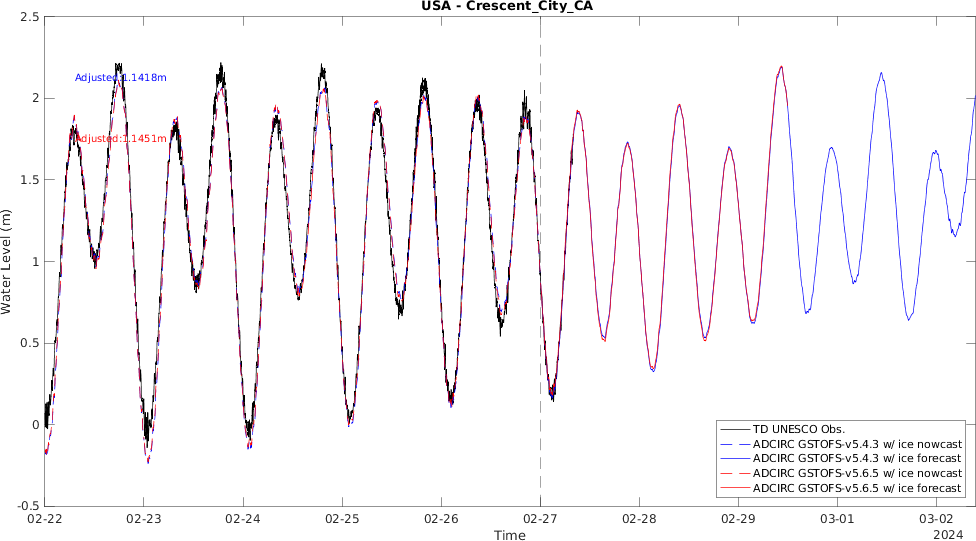 USA - Crescent_City_CA
2.5
2
1.5
1
0.5
0
-0.5
Water Level (m)
Adjusted:1.1418m
Adjusted:1.1451m
TD UNESCO Obs.
ADCIRC GSTOFS-v5.4.3 w/ ice nowcast
ADCIRC GSTOFS-v5.4.3 w/ ice forecast
ADCIRC GSTOFS-v5.6.5 w/ ice nowcast
ADCIRC GSTOFS-v5.6.5 w/ ice forecast
02-22 02-23 02-24 02-25 02-26 02-27 02-28 02-29 03-01 03-02
Time
2024